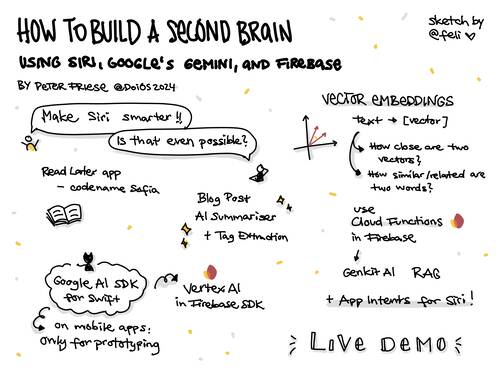 HOW TO BUILD A SECOND BRAIN
USING SIRI, GOOGLE'S GEMINI, AND FIREBASE
BY PETER FRIESE @DoiOS 2024
sketch by
@feli
Make Siri smarter!!
Is that even possible?
Read Later app
– codename Sofia
Blog Post
AI Summariser
+ Tag Extraction
Google AI SDK
for Swift
on mobile apps:
only for prototyping
Vertex AI
in Firebase SDK
VECTOR EMBEDDINGS
text → [vector]
How close are two
vectors?
How similar/related are
two words?
use
Cloud Functions
in Firebase
Genkit AI RAG
+ App Intents for Siri!
LIVE DEMO